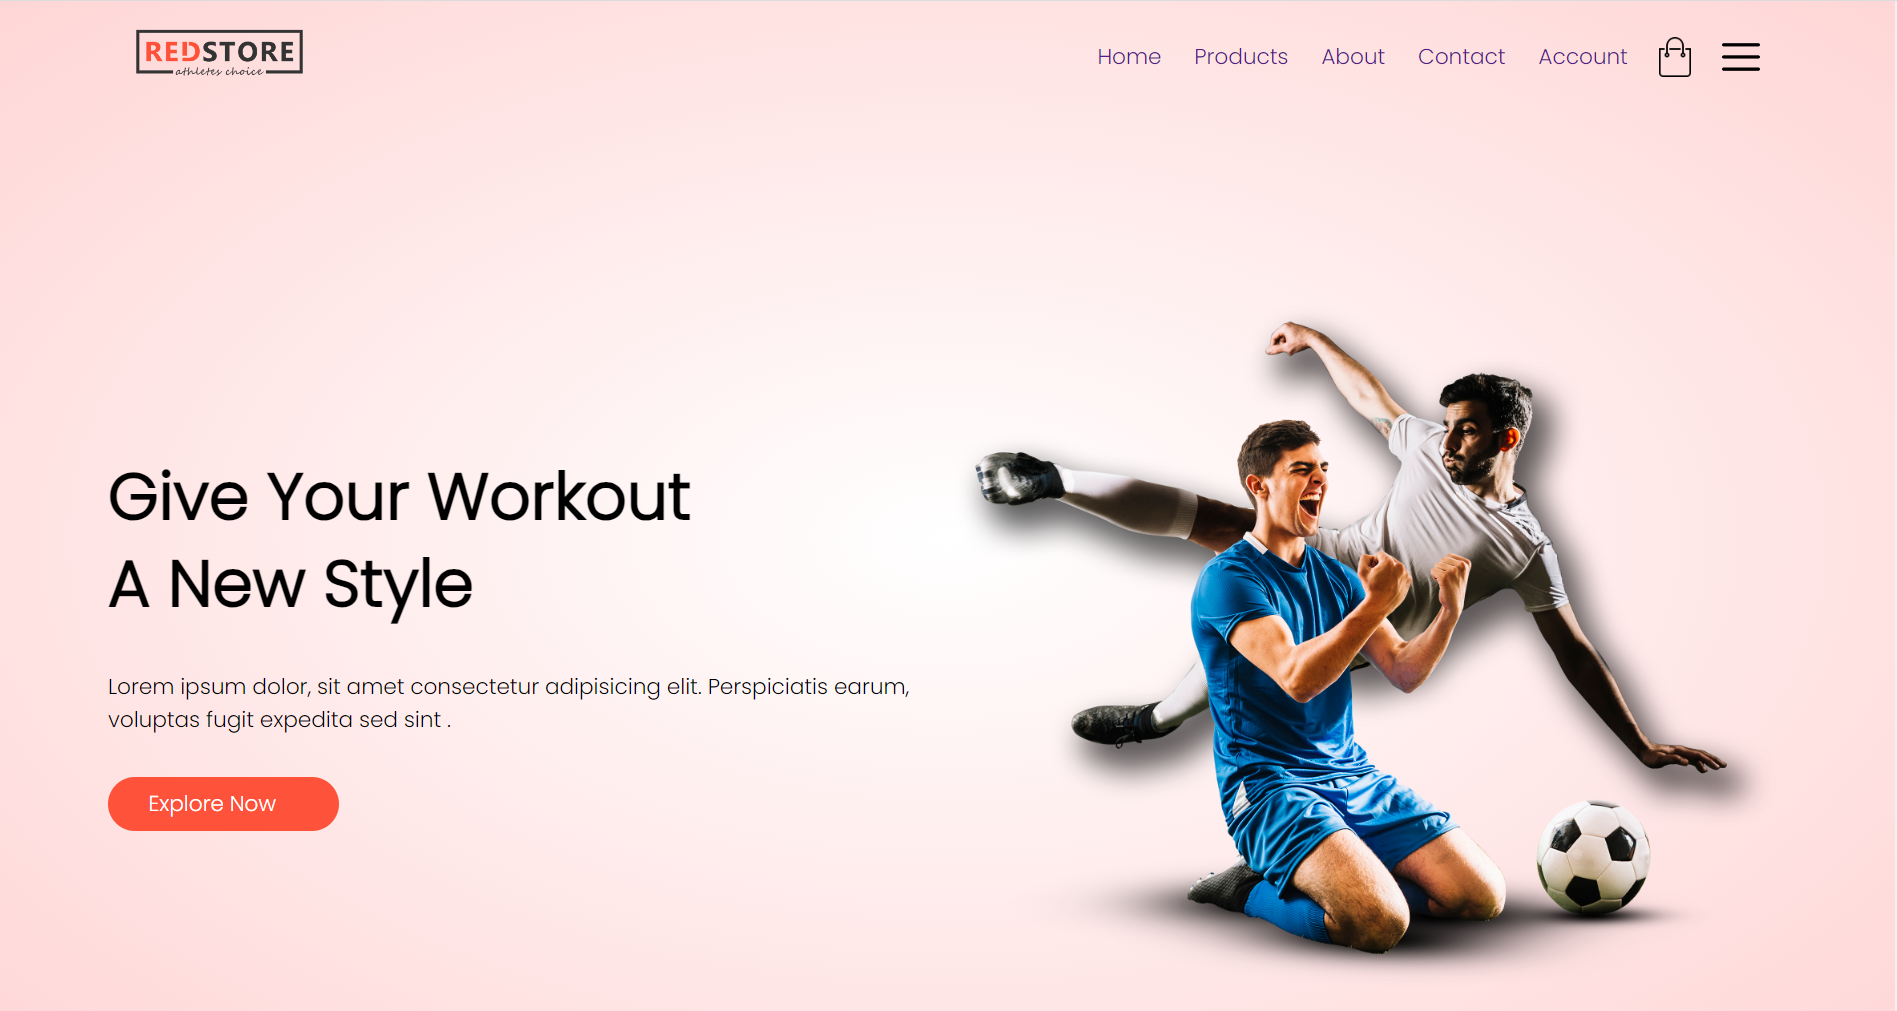 REDSTORE
athletes choice
Home Products About Contact Account
Give Your Workout
A New Style
Lorem ipsum dolor, sit amet consectetur adipisicing elit. Perspiciatis earum,
voluptas fugit expedita sed sint .
Explore Now